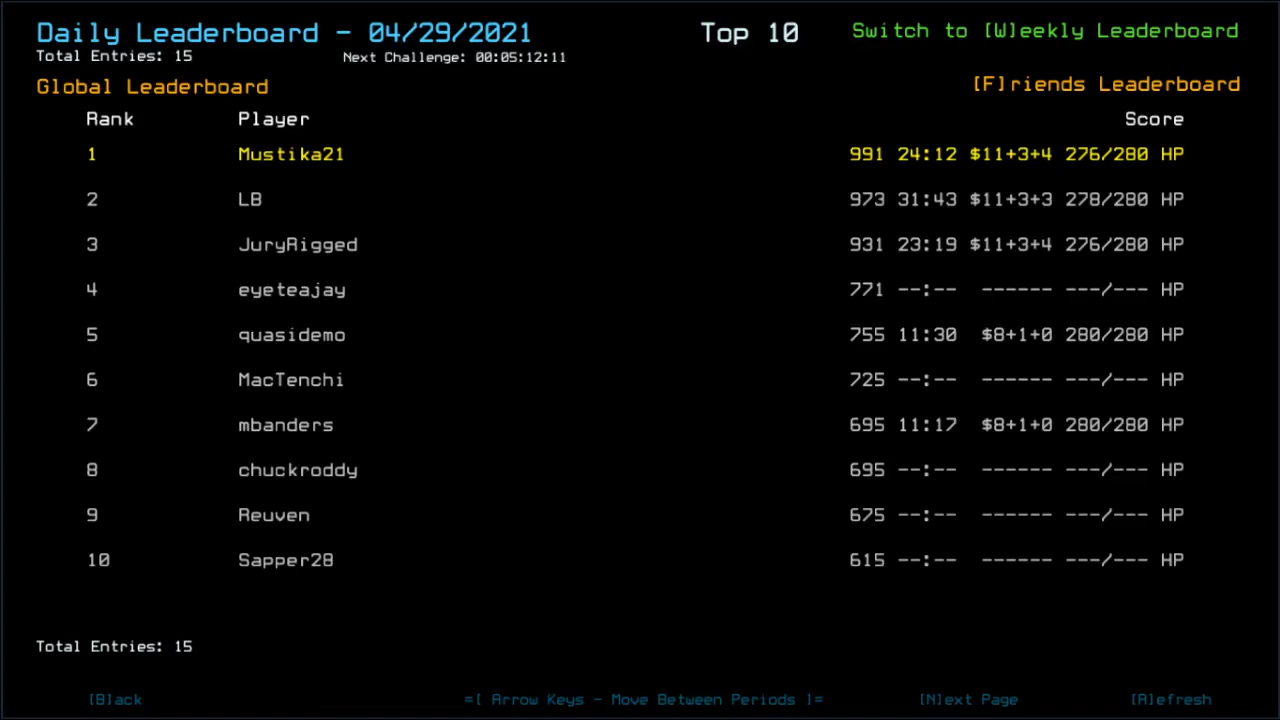 Daily Leaderboard - 04/29/2021
Top 10
Switch to [W]eekly Leaderboard
Total Entries: 15
Next Challenge: 00:05:12:11
Global Leaderboard
[F]riends Leaderboard
Rank Player Score
1 Mustika21 991 24:12 $11+3+4 276/280 HP
2 LB 973 31:43 $11+3+3 278/280 HP
3 JuryRigged 931 23:19 $11+3+4 276/280 HP
4 eyeteajay 771 --:-- ------ ---/--- HP
5 quasidemo 755 11:30 $8+1+0 280/280 HP
6 MacTenchi 725 --:-- ------ ---/--- HP
7 mbanders 695 11:17 $8+1+0 280/280 HP
8 chuckroddy 695 --:-- ------ ---/--- HP
9 Reuven 675 --:-- ------ ---/--- HP
10 Sapper28 615 --:-- ------ ---/--- HP
Total Entries: 15
[B]ack =[ Arrow Keys - Move Between Periods ]= [N]ext Page [R]efresh